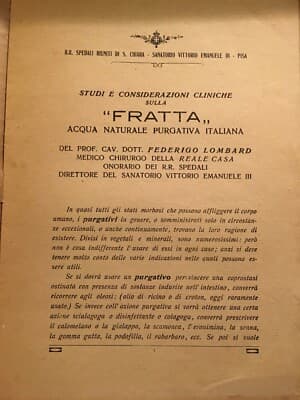 R.R. SPEDALI RIUNITI DI S. CHIARA - SANATORIO VITTORIO EMANUELE III - PISA
STUDI E CONSIDERAZIONI CLINICHE
SULLA
"FRATTA„
ACQUA NATURALE PURGATIVA ITALIANA
DEL PROF. CAV. DOTT. FEDERIGO LOMBARD
MEDICO CHIRURGO DELLA REALE CASA
ONORARIO DEI R.R. SPEDALI
DIRETTORE DEL SANATORIO VITTORIO EMANUELE III
In quasi tutti gli stati morbosi che possono affliggere il corpo
umano, i purgativi in genere, o somministrati solo in circostan-
ze eccezionali, o anche continuamente, trovano la loro ragione di
esistere. Divisi in vegetali e minerali, sono numerosissimi; però
non è cosa indifferente l'usare di essi in ogni caso; anzi si deve
tenere molto conto delle varie indicazioni nelle quali possono esse-
re utili.
Se si dovrà usare un purgativo per vincere una coprostasi
ostinata con presenza di sostanze indurite nell'intestino, converrà
ricorrere agli oleosi: (olio di ricino o di croton, oggi raramente
usato.) Se invece coll'azione purgativa si vorrà ottenere una certa
azione scialagoga o disinfettante o colagoga, converrà prescrivere
il calomelano o la gialappa, la scamonea, l'evonimina, la senna,
la gomma gutta, la podofilla, il rabarbaro, ecc. Se poi si vuole